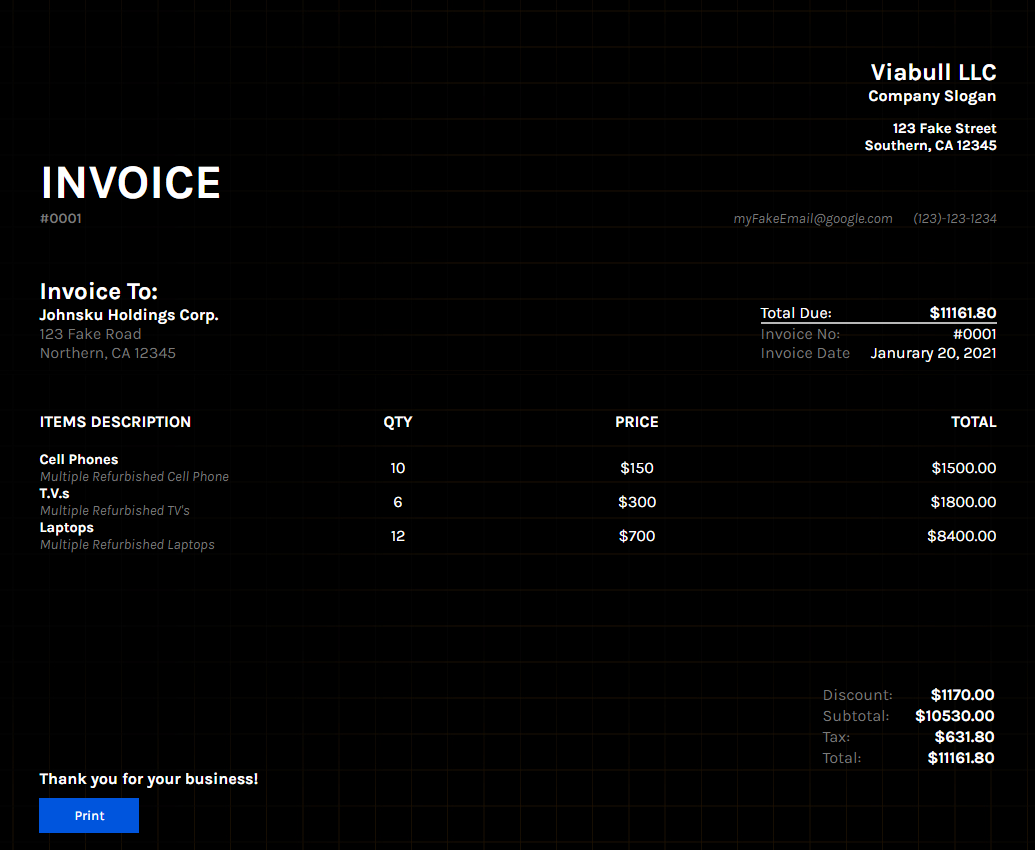 Viabull LLC
Company Slogan
123 Fake Street
Southern, CA 12345
INVOICE
#0001
myFakeEmail@google.com (123)-123-1234
Invoice To:
Johnsku Holdings Corp.
123 Fake Road
Northern, CA 12345
Total Due: $11161.80
Invoice No: #0001
Invoice Date Janurary 20, 2021
ITEMS DESCRIPTION QTY PRICE TOTAL
Cell Phones
Multiple Refurbished Cell Phone 10 $150 $1500.00
T.V.s
Multiple Refurbished TV's 6 $300 $1800.00
Laptops
Multiple Refurbished Laptops 12 $700 $8400.00
Discount: $1170.00
Subtotal: $10530.00
Tax: $631.80
Total: $11161.80
Thank you for your business!
Print